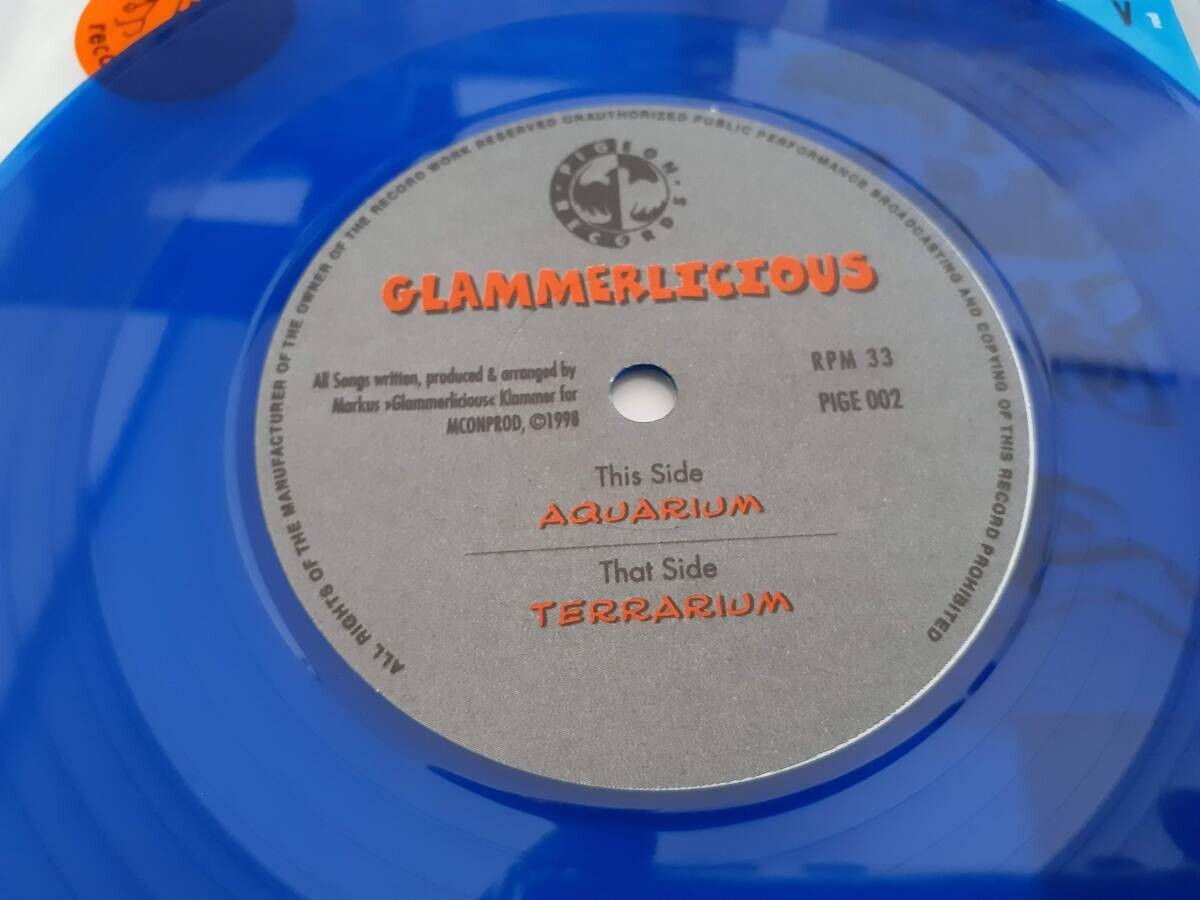 reco
V
ALL RIGHTS OF THE MANUFACTURER OF THE OWNER OF THE RECORD WORK RESERVED UNAUTHORIZED PUBLIC PERFORMANCE BROADCASTING AND COPYING OF THIS RECORD PROHIBITED
PIGEON
RECORDS
GLAMMERLICIOUS
All Songs written, produced & arranged by
Markus »Glammerlicious« Klammer for
MCONPROD, ©1998
RPM 33
PIGE 002
This Side
AQUARIUM
That Side
TERRARIUM